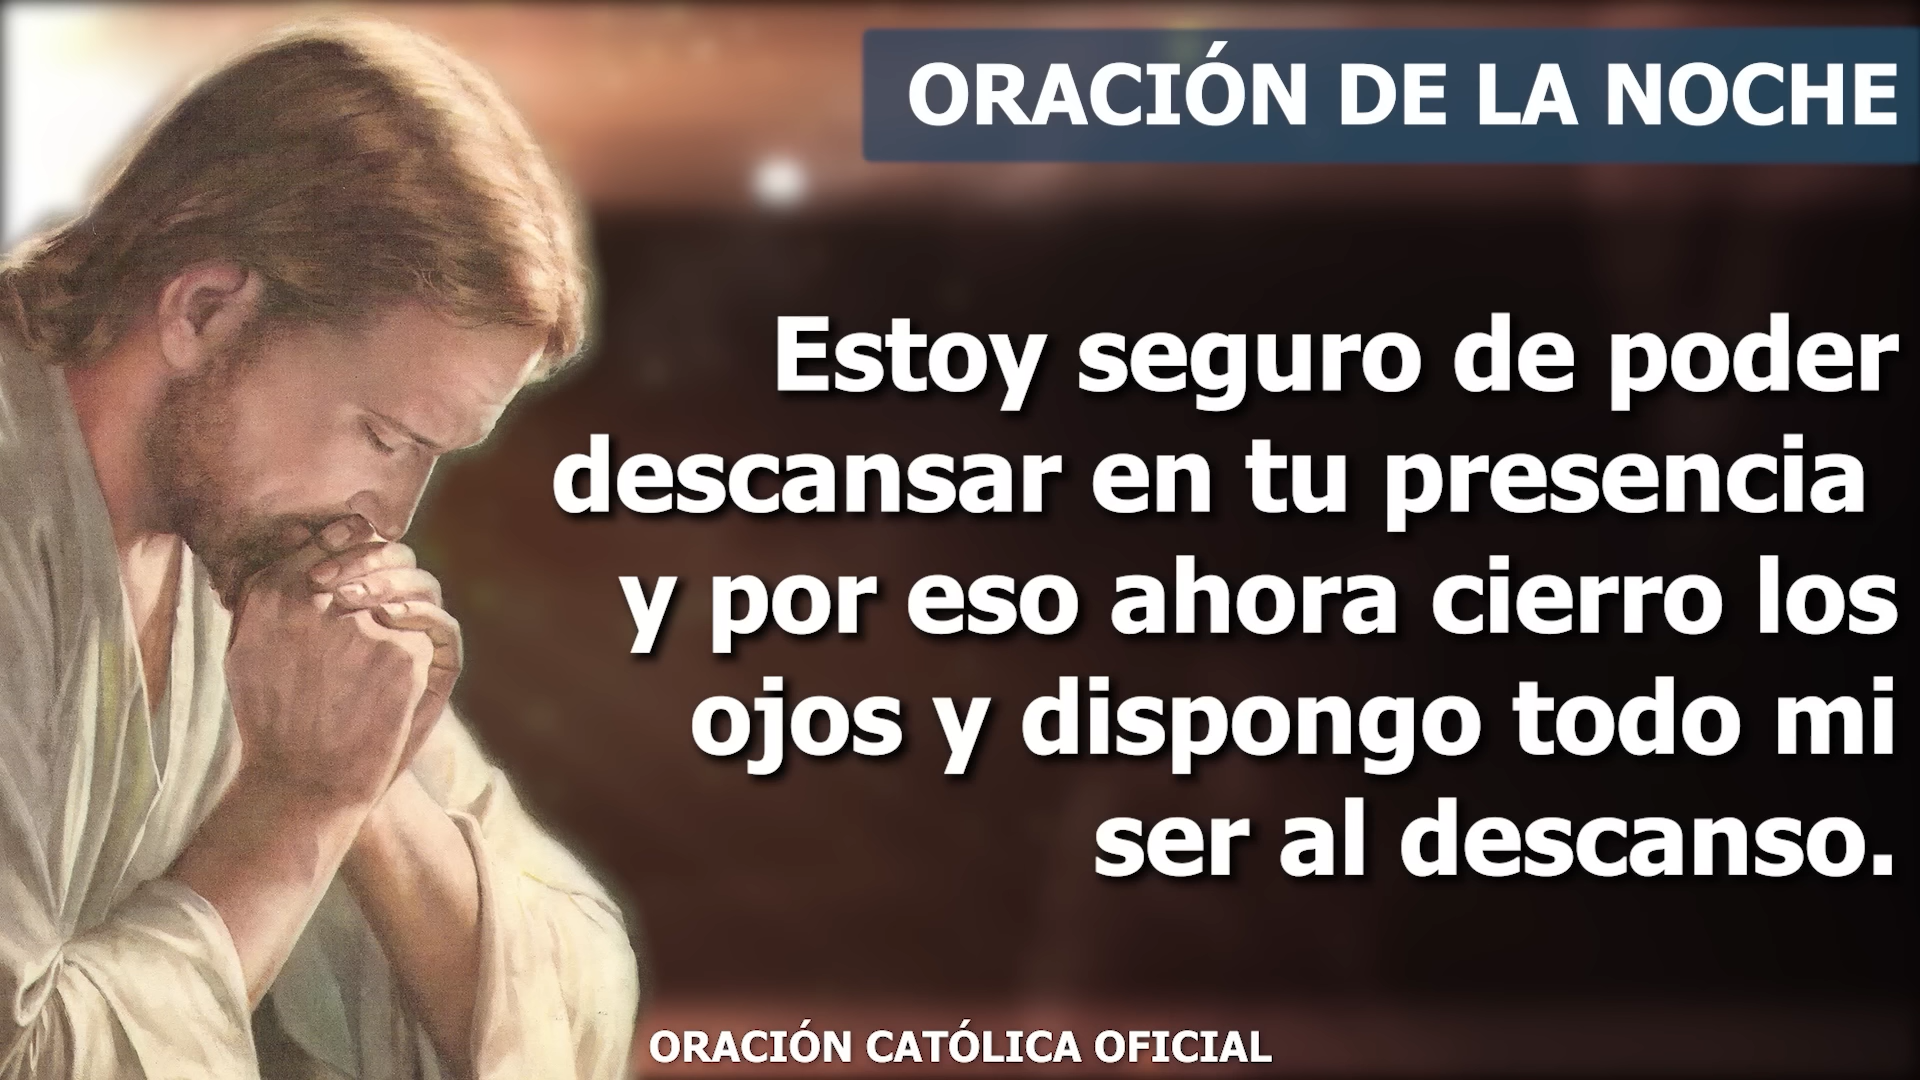 ORACIÓN DE LA NOCHE
Estoy seguro de poder
descansar en tu presencia
y por eso ahora cierro los
ojos y dispongo todo mi
ser al descanso.
ORACIÓN CATÓLICA OFICIAL